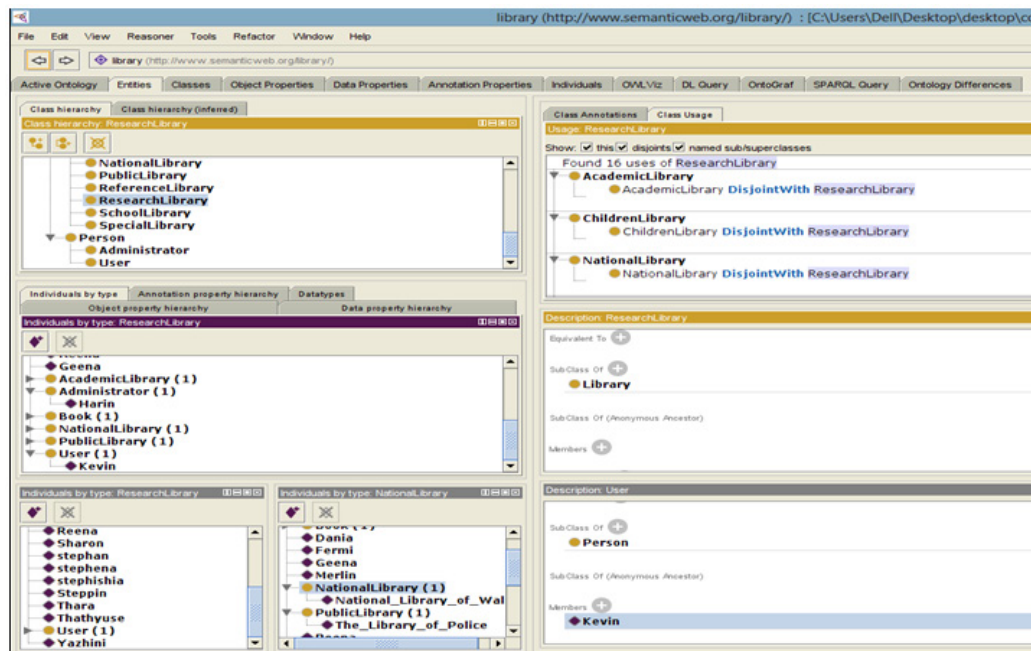 library (http://www.semanticweb.org/library/) : [C:\Users\Dell\Desktop\desktop\co
File Edit View Reasoner Tools Refactor Window Help
library (http://www.semanticweb.org/library/)
Active Ontology Entities Classes Object Properties Data Properties Annotation Properties Individuals OWLViz DL Query OntoGraf SPARQL Query Ontology Differences
Class hierarchy Class hierarchy (inferred)
Class hierarchy: ResearchLibrary
NationalLibrary
PublicLibrary
ReferenceLibrary
ResearchLibrary
SchoolLibrary
SpecialLibrary
Person
Administrator
User
Individuals by type Annotation property hierarchy Datatypes
Object property hierarchy Data property hierarchy
Individuals by type: ResearchLibrary
Geena
AcademicLibrary (1)
Administrator (1)
Harin
Book (1)
NationalLibrary (1)
PublicLibrary (1)
User (1)
Kevin
Individuals by type: ResearchLibrary
Reena
Sharon
stephan
stephena
stephishia
Steppin
Thara
Thathyuse
User (1)
Yazhini
Individuals by type: NationalLibrary
Book (1)
Dania
Fermi
Geena
Merlin
NationalLibrary (1)
National_Library_of_Wal
PublicLibrary (1)
The_Library_of_Police
Class Annotations Class Usage
Usage: ResearchLibrary
Show: this disjoints named sub/superclasses
Found 16 uses of ResearchLibrary
AcademicLibrary
AcademicLibrary DisjointWith ResearchLibrary
ChildrenLibrary
ChildrenLibrary DisjointWith ResearchLibrary
NationalLibrary
NationalLibrary DisjointWith ResearchLibrary
Description: ResearchLibrary
Equivalent To
SubClass Of
Library
SubClass Of (Anonymous Ancestor)
Members
Description: User
SubClass Of
Person
SubClass Of (Anonymous Ancestor)
Members
Kevin